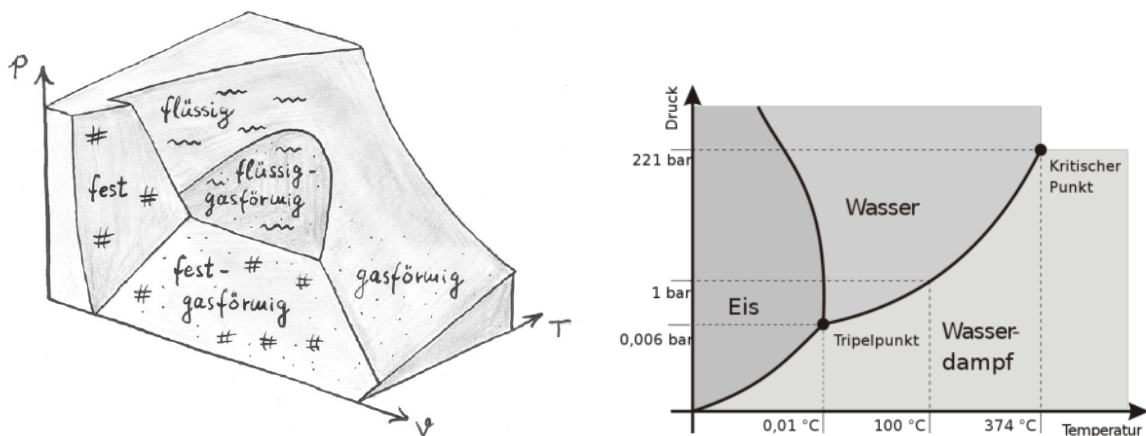 p
flüssig
fest
flüssig-
gasförmig
fest-
gasförmig
gasförmig
T
v
Druck
221 bar
Kritischer
Punkt
Wasser
1 bar
Eis
0,006 bar
Tripelpunkt
Wasser-
dampf
0,01 °C
100 °C
374 °C
Temperatur